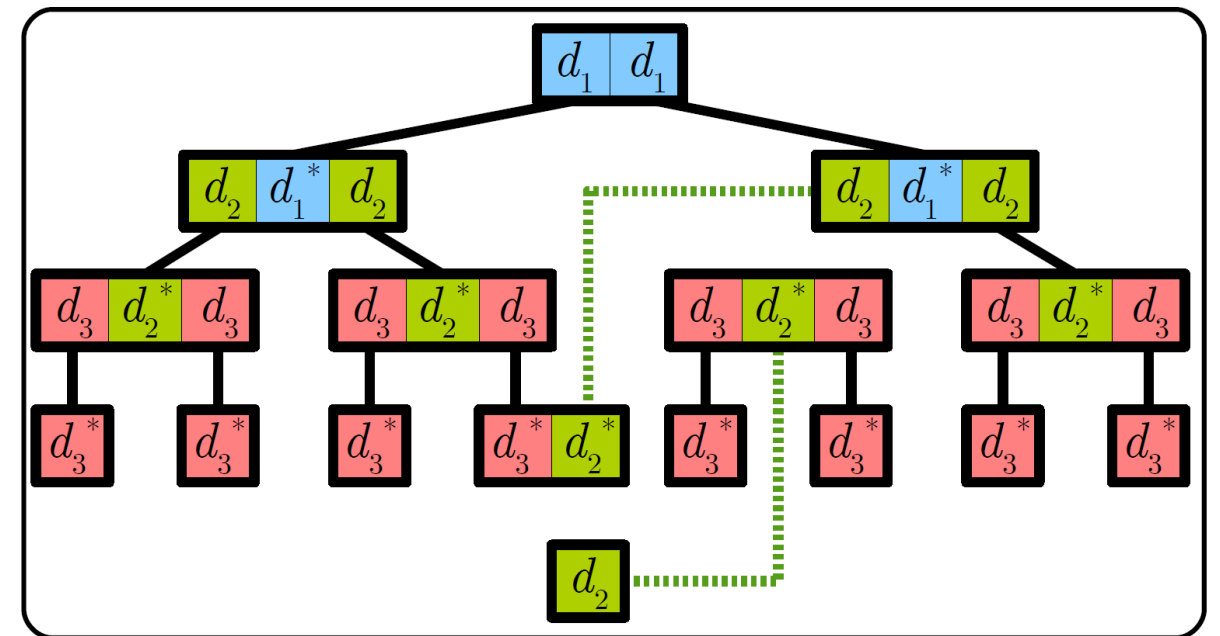 d₁ d₁
d₂ d₁* d₂ d₂ d₁* d₂
d₃ d₂* d₃ d₃ d₂* d₃ d₃ d₂* d₃ d₃ d₂* d₃
d₃* d₃* d₃* d₃* d₂* d₃* d₃* d₃* d₃*
d₂